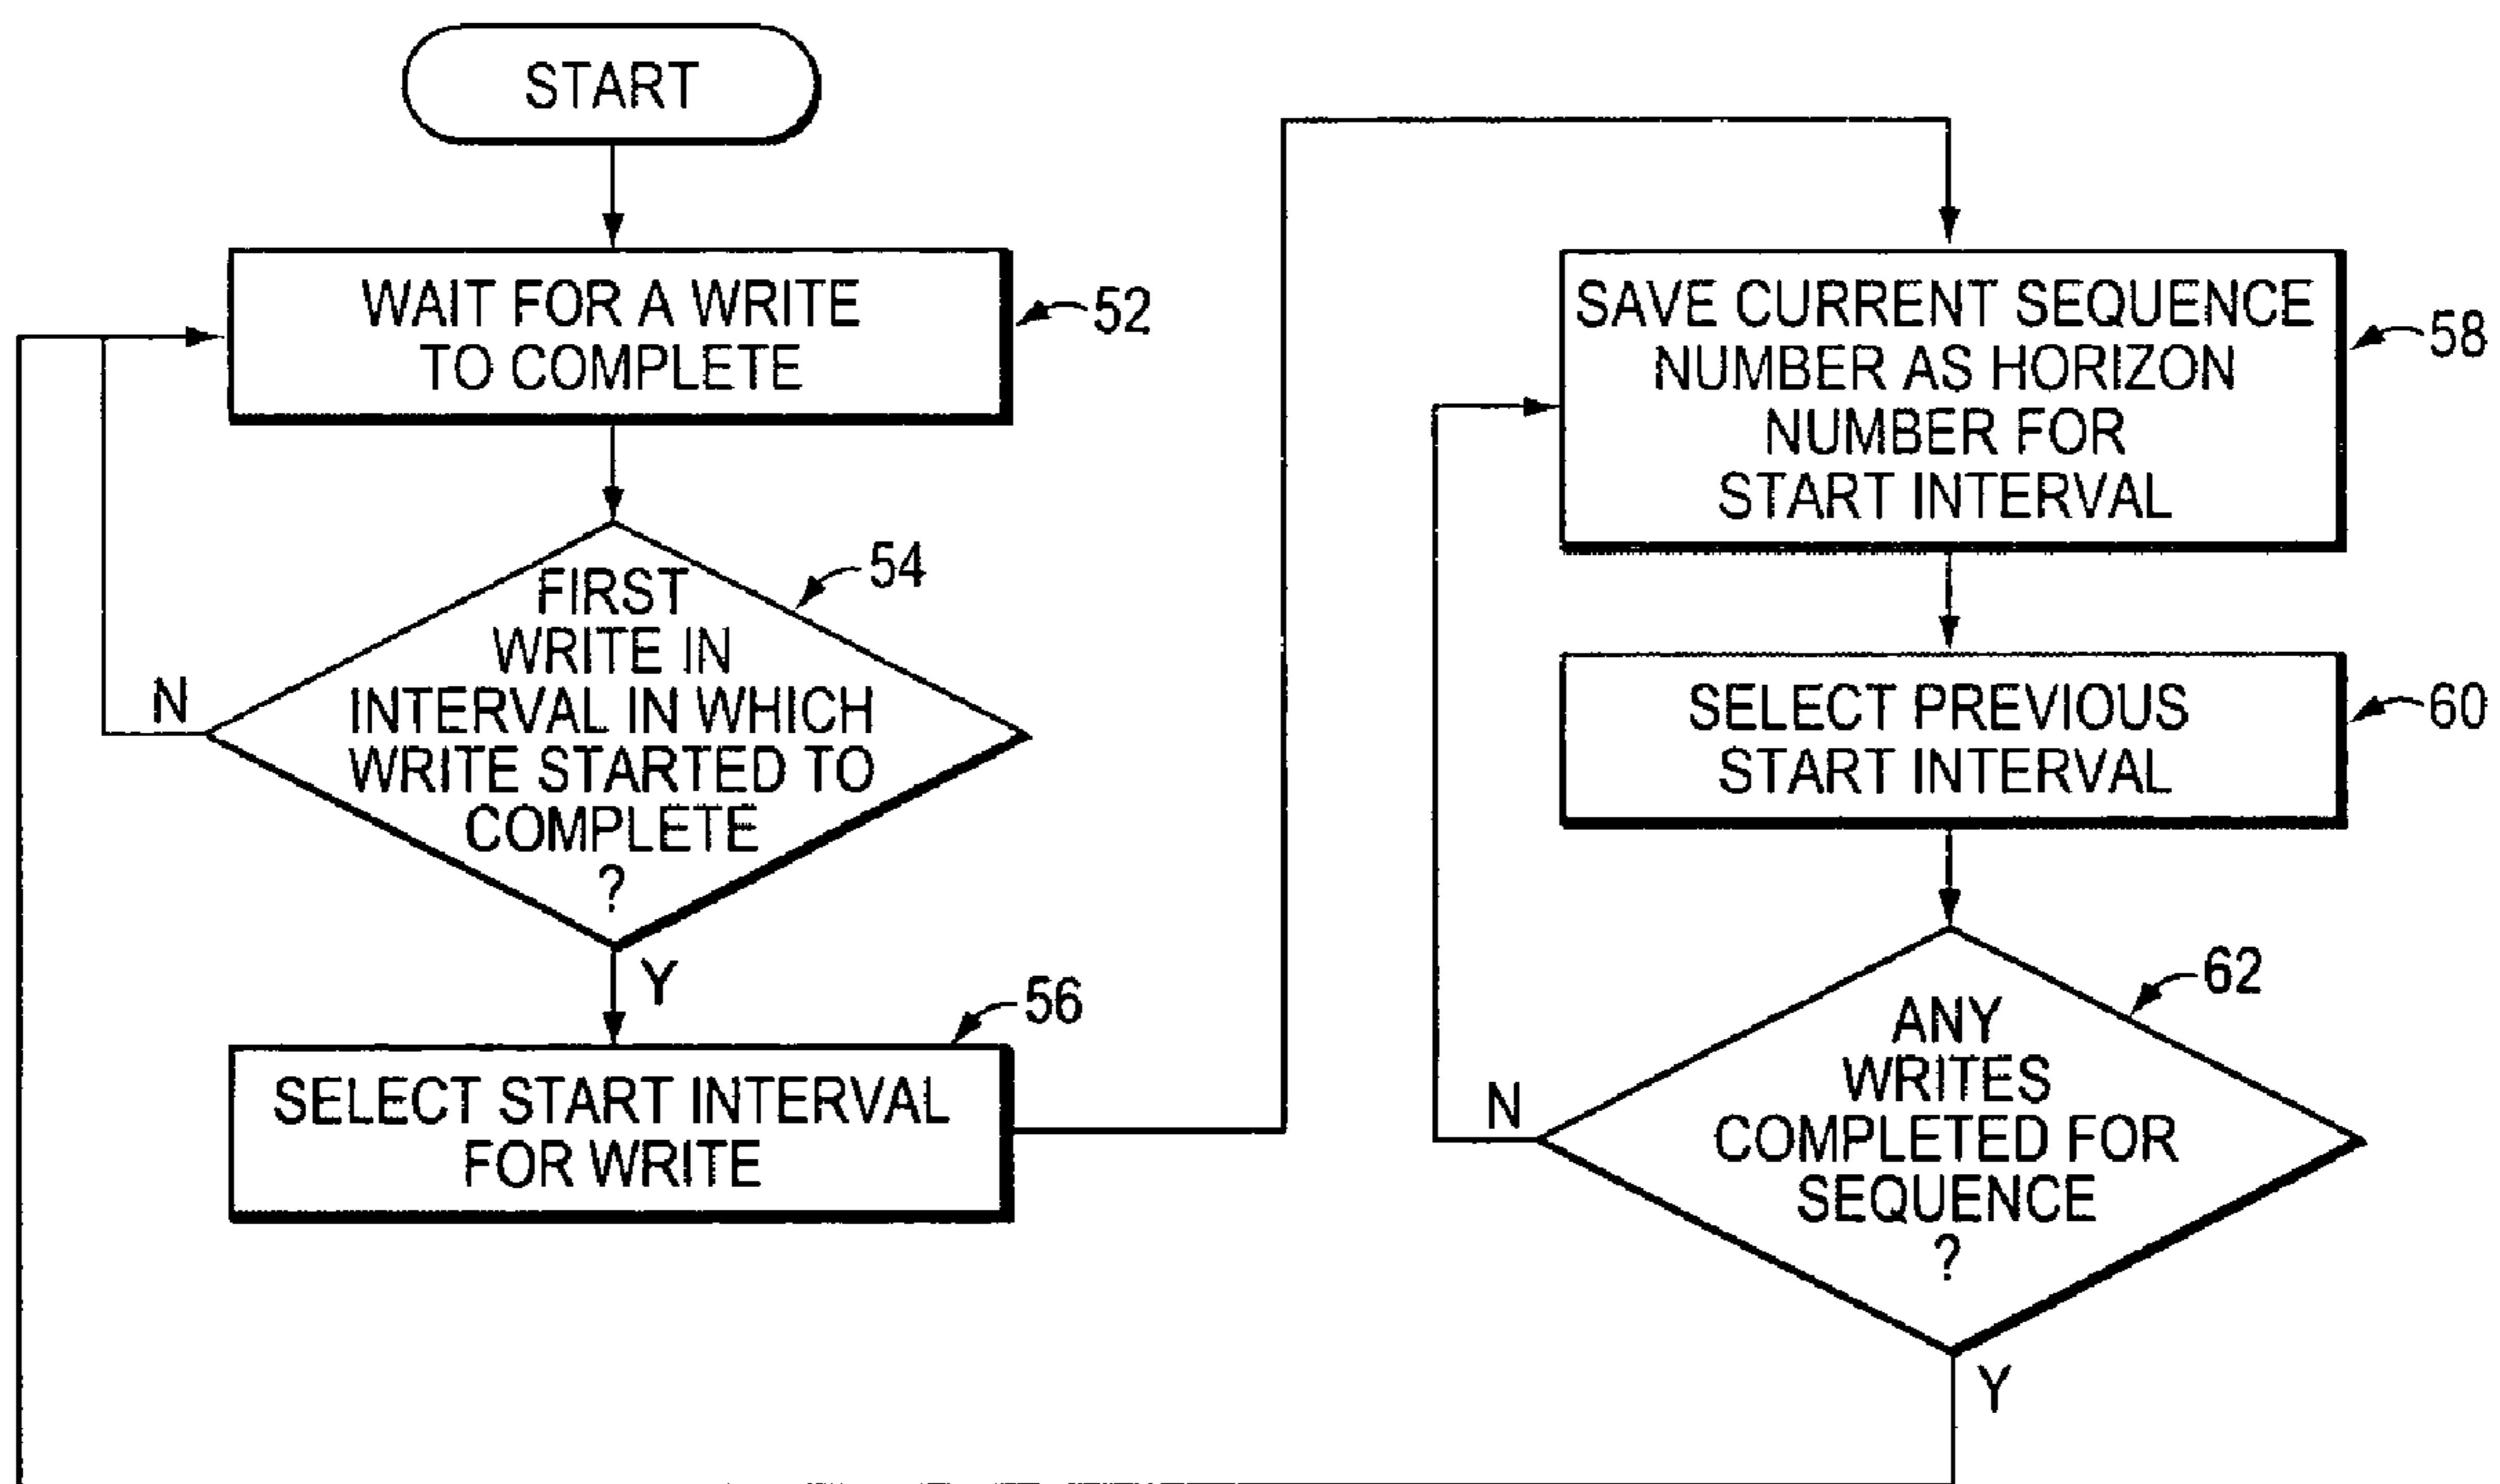 START
WAIT FOR A WRITE
TO COMPLETE
52
FIRST
WRITE IN
INTERVAL IN WHICH
WRITE STARTED TO
COMPLETE
?
54
N
Y
SELECT START INTERVAL
FOR WRITE
56
SAVE CURRENT SEQUENCE
NUMBER AS HORIZON
NUMBER FOR
START INTERVAL
58
SELECT PREVIOUS
START INTERVAL
60
ANY
WRITES
COMPLETED FOR
SEQUENCE
?
62
N
Y